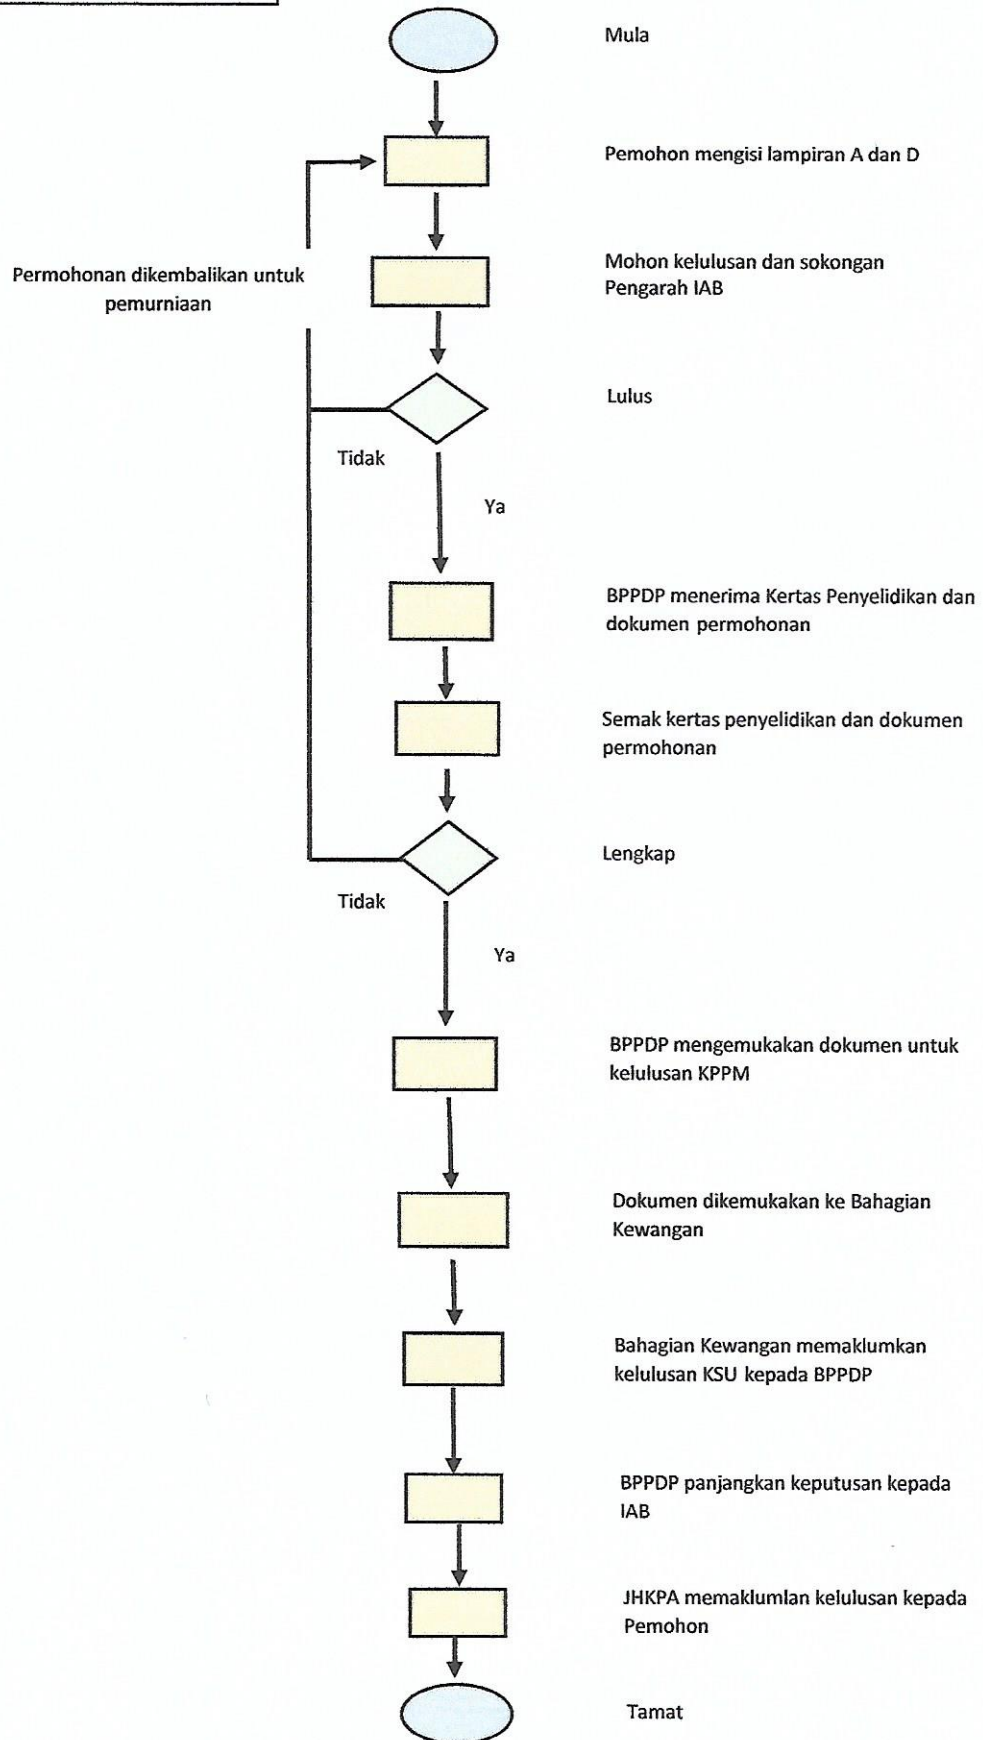 Mula
Pemohon mengisi lampiran A dan D
Mohon kelulusan dan sokongan
Pengarah IAB
Permohonan dikembalikan untuk
pemurniaan
Lulus
Tidak
Ya
BPPDP menerima Kertas Penyelidikan dan
dokumen permohonan
Semak kertas penyelidikan dan dokumen
permohonan
Lengkap
Tidak
Ya
BPPDP mengemukakan dokumen untuk
kelulusan KPPM
Dokumen dikemukakan ke Bahagian
Kewangan
Bahagian Kewangan memaklumkan
kelulusan KSU kepada BPPDP
BPPDP panjangkan keputusan kepada
IAB
JHKPA memaklumlan kelulusan kepada
Pemohon
Tamat